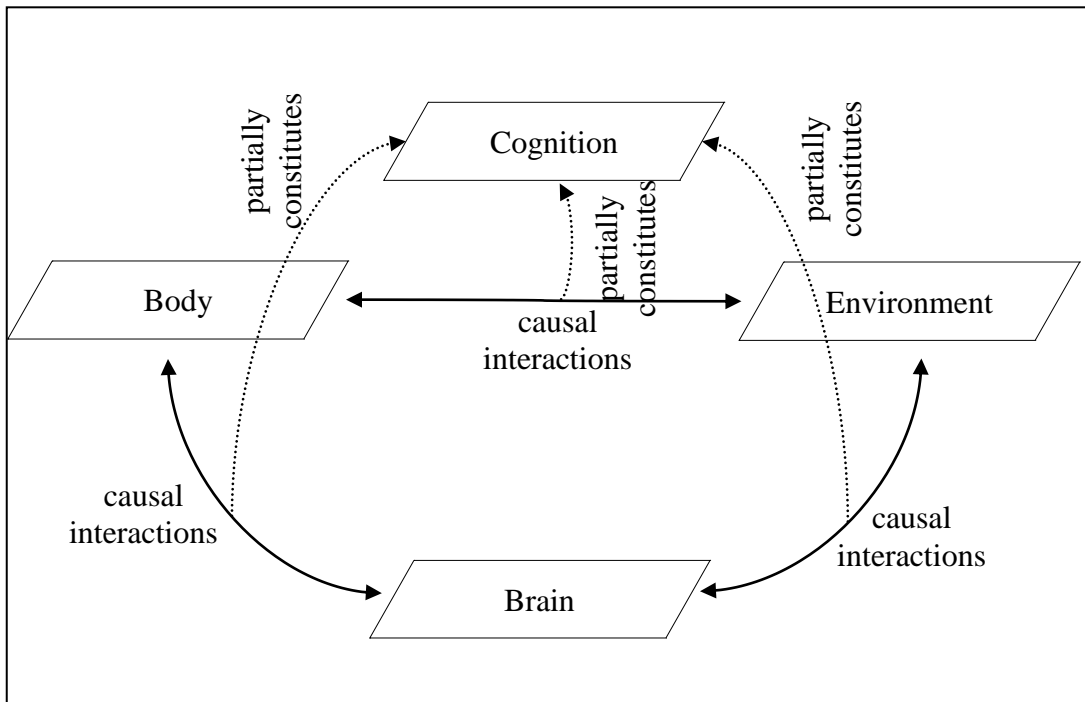 partially
constitutes
Cognition
partially
constitutes
partially
constitutes
Body
Environment
causal
interactions
causal
interactions
causal
interactions
Brain